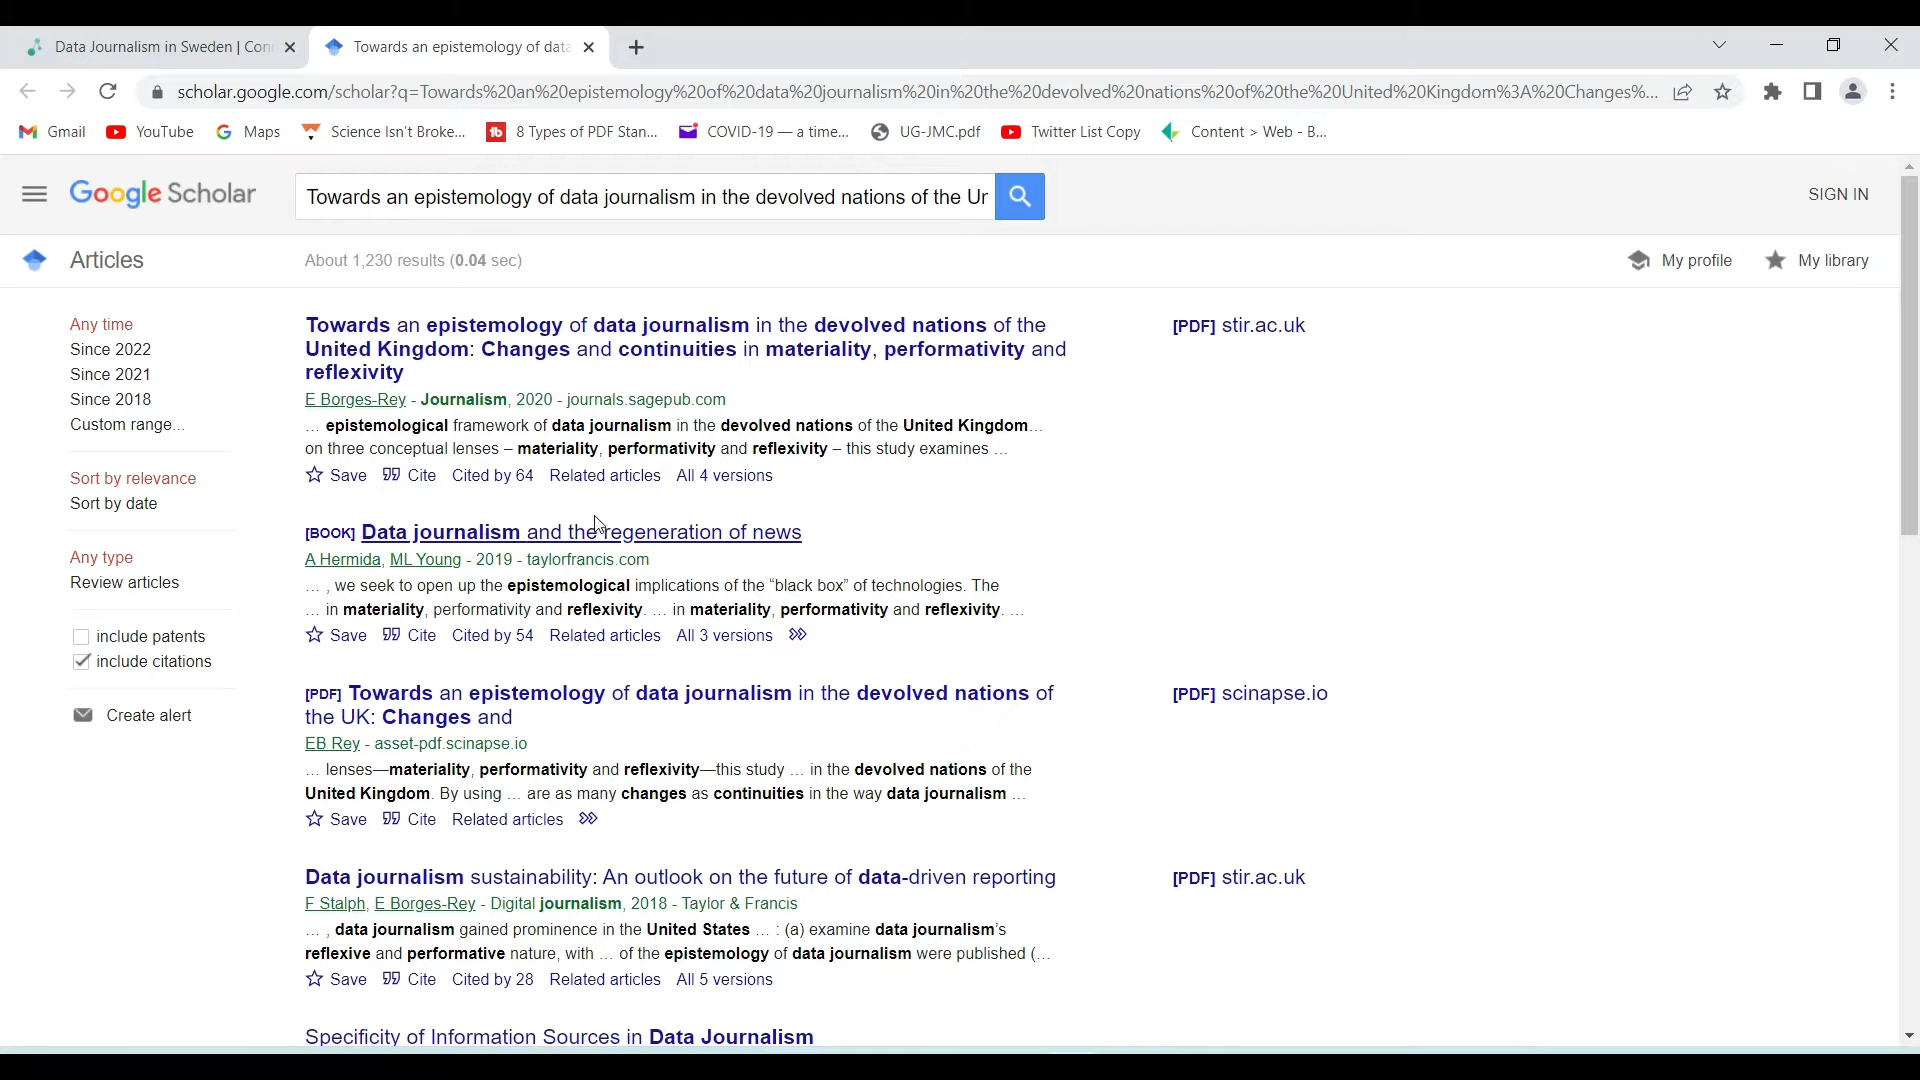 Data Journalism in Sweden | Con
Towards an epistemology of data
scholar.google.com/scholar?q=Towards%20an%20epistemology%20of%20data%20journalism%20in%20the%20devolved%20nations%20of%20the%20United%20Kingdom%3A%20Changes%...
Gmail YouTube Maps Science Isn't Broke... 8 Types of PDF Stan... COVID-19 — a time... UG-JMC.pdf Twitter List Copy Content > Web - B...
Google Scholar
Towards an epistemology of data journalism in the devolved nations of the Ur
SIGN IN
Articles
About 1,230 results (0.04 sec)
My profile My library
Any time
Since 2022
Since 2021
Since 2018
Custom range...
Sort by relevance
Sort by date
Any type
Review articles
include patents
include citations
Create alert
Towards an epistemology of data journalism in the devolved nations of the
United Kingdom: Changes and continuities in materiality, performativity and
reflexivity
[PDF] stir.ac.uk
E Borges-Rey - Journalism, 2020 - journals.sagepub.com
... epistemological framework of data journalism in the devolved nations of the United Kingdom...
on three conceptual lenses – materiality, performativity and reflexivity – this study examines ...
Save Cite Cited by 64 Related articles All 4 versions
[BOOK] Data journalism and the regeneration of news
A Hermida, ML Young - 2019 - taylorfrancis.com
... , we seek to open up the epistemological implications of the “black box” of technologies. The
... in materiality, performativity and reflexivity. ... in materiality, performativity and reflexivity. ...
Save Cite Cited by 54 Related articles All 3 versions
[PDF] Towards an epistemology of data journalism in the devolved nations of
the UK: Changes and
[PDF] scinapse.io
EB Rey - asset-pdf.scinapse.io
... lenses—materiality, performativity and reflexivity—this study ... in the devolved nations of the
United Kingdom. By using ... are as many changes as continuities in the way data journalism ...
Save Cite Related articles
Data journalism sustainability: An outlook on the future of data-driven reporting
[PDF] stir.ac.uk
F Stalph, E Borges-Rey - Digital journalism, 2018 - Taylor & Francis
... , data journalism gained prominence in the United States ... : (a) examine data journalism's
reflexive and performative nature, with ... of the epistemology of data journalism were published (...
Save Cite Cited by 28 Related articles All 5 versions
Specificity of Information Sources in Data Journalism